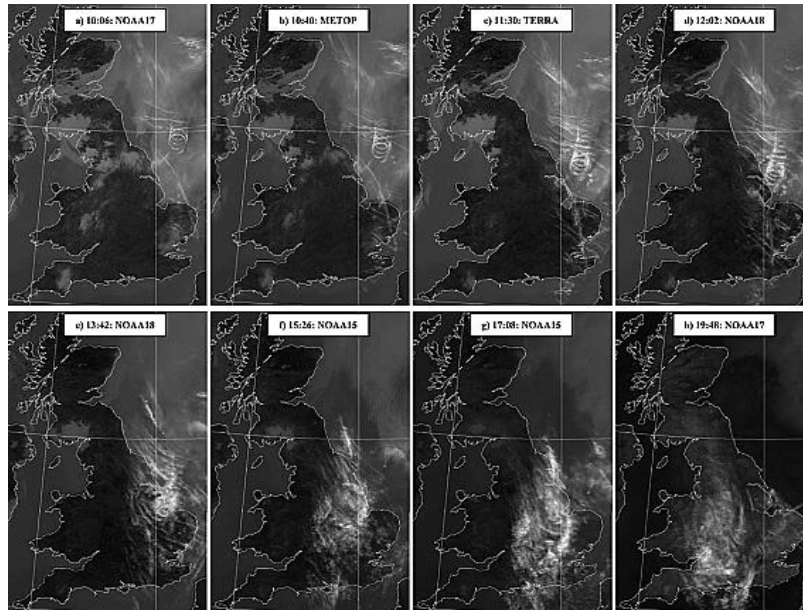 a) 10:06: NOAA17
b) 10:40: METOP
c) 11:30: TERRA
d) 12:02: NOAA18
e) 13:42: NOAA18
f) 15:26: NOAA15
g) 17:08: NOAA15
h) 19:48: NOAA17